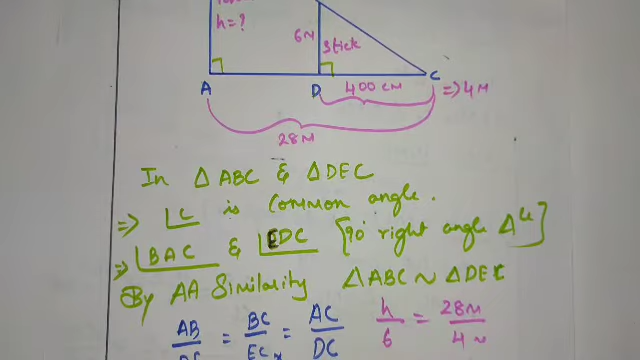 h=?
6M
Stick
A
D
400 CM
C
=> 4M
28M
In △ABC & △DEC
=> ∠C is common angle.
=> ∠BAC & ∠EDC [90° right angle △le]
By AA Similarity △ABC ~ △DEC
AB = BC = AC
EC DC
h = 28M
6 4M